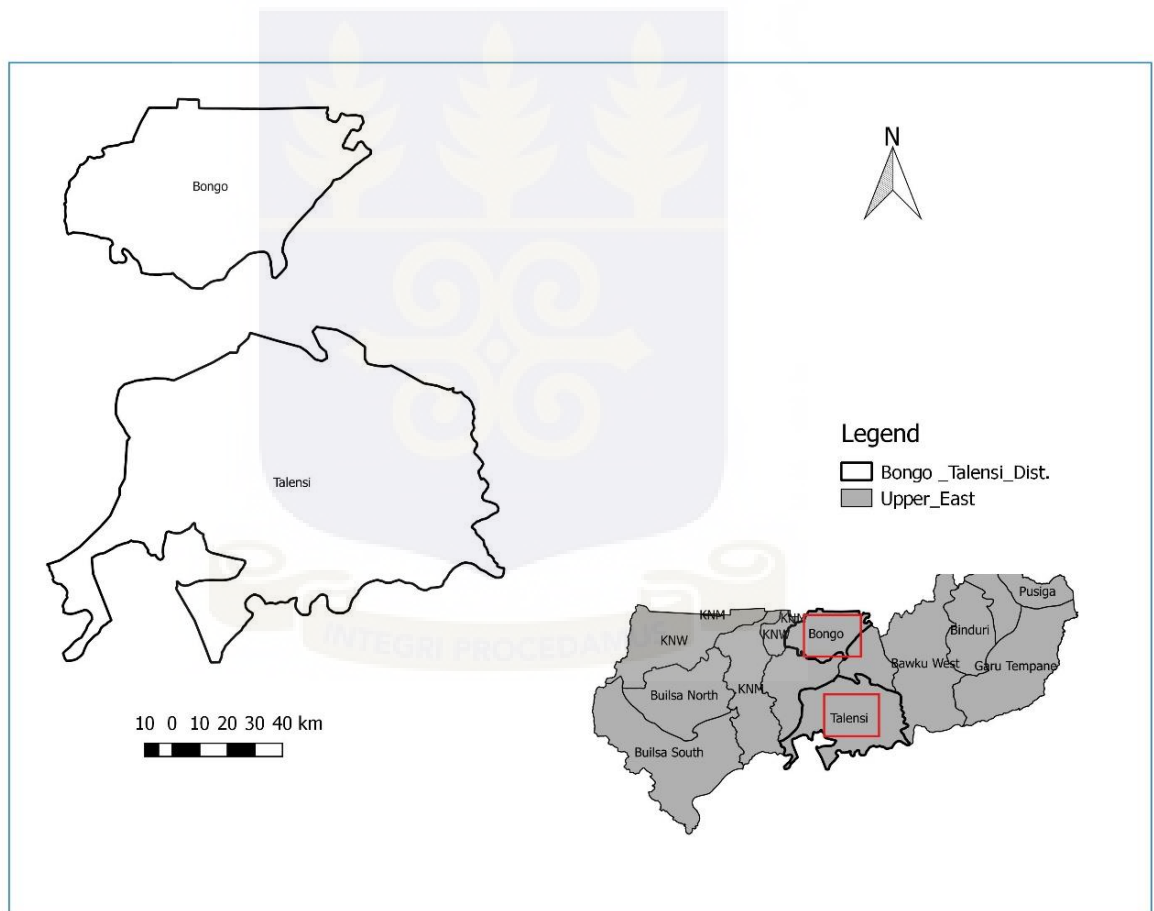 Bongo
N
Talensi
Legend
Bongo _Talensi_Dist.
Upper_East
INTEGRI PROCEDAMUS
10 0 10 20 30 40 km
KNM
KNW
KNM
KNW
Bongo
Pusiga
Binduri
Bawku West
Garu Tempane
Builsa North
KNM
Talensi
Builsa South